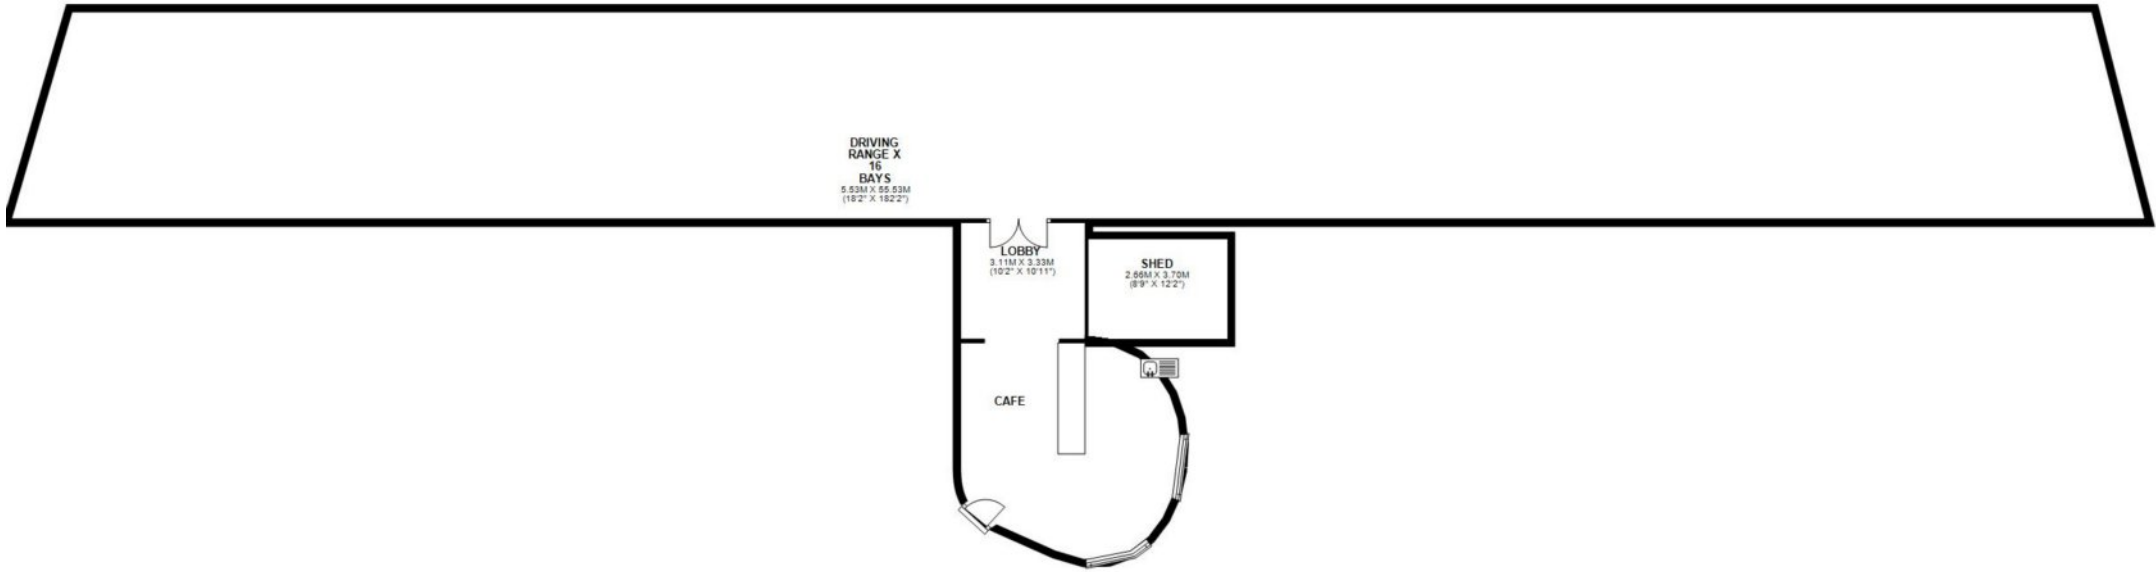 DRIVING
RANGE X
16
BAYS
5.53M X 55.53M
(18'2" X 182'2")
LOBBY
3.11M X 3.33M
(10'2" X 10'11")
SHED
2.66M X 3.70M
(8'9" X 12'2")
CAFE